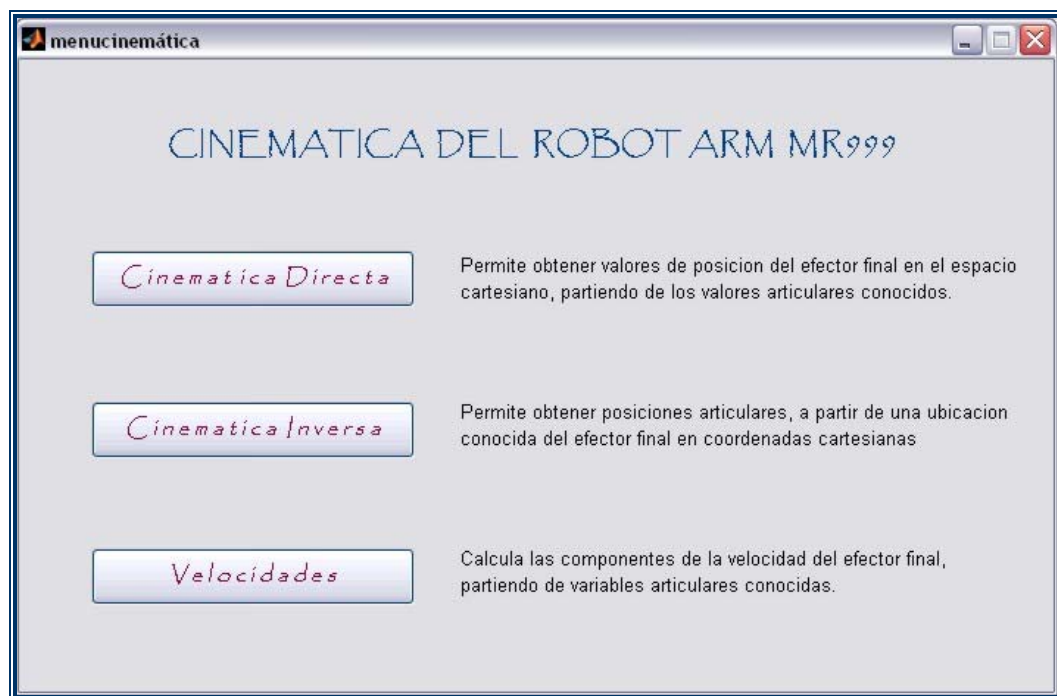 menucinemática
CINEMATICA DEL ROBOT ARM MR999
Cinematica Directa
Permite obtener valores de posicion del efector final en el espacio
cartesiano, partiendo de los valores articulares conocidos.
Cinematica Inversa
Permite obtener posiciones articulares, a partir de una ubicacion
conocida del efector final en coordenadas cartesianas
Velocidades
Calcula las componentes de la velocidad del efector final,
partiendo de variables articulares conocidas.